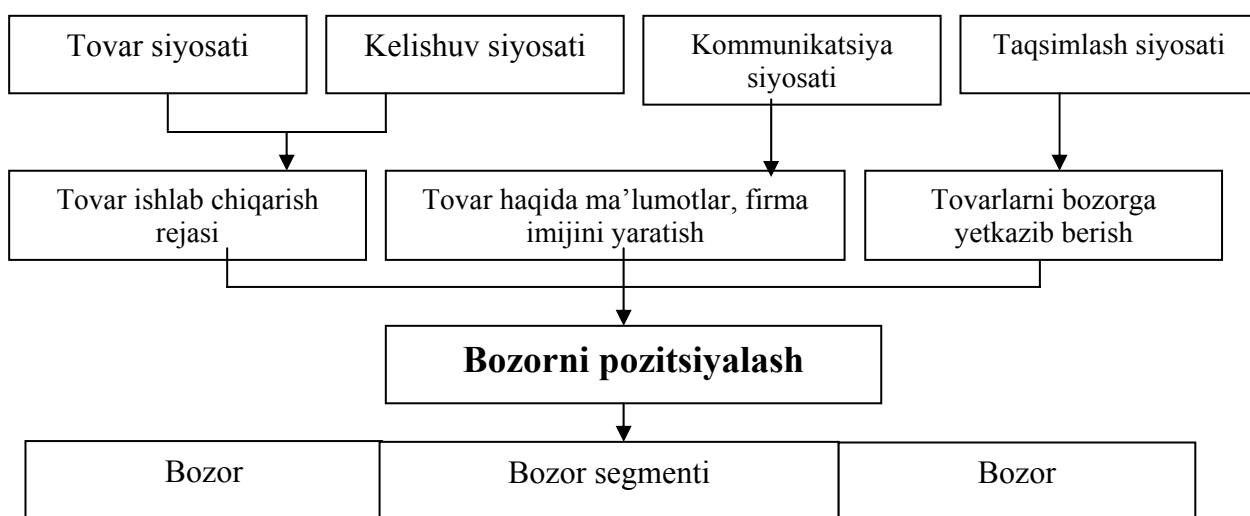 Tovar siyosati
Kelishuv siyosati
Kommunikatsiya
siyosati
Taqsimlash siyosati
Tovar ishlab chiqarish
rejasi
Tovar haqida ma’lumotlar, firma
imijini yaratish
Tovarlarni bozorga
yetkazib berish
Bozorni pozitsiyalash
Bozor
Bozor segmenti
Bozor